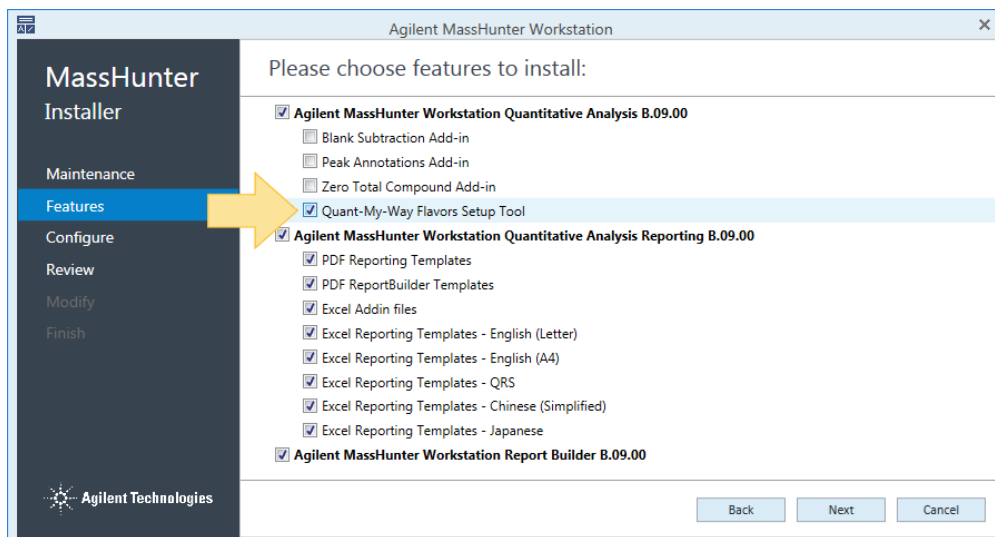 Agilent MassHunter Workstation
MassHunter
Installer
Maintenance
Features
Configure
Review
Modify
Finish
Agilent Technologies
Please choose features to install:
Agilent MassHunter Workstation Quantitative Analysis B.09.00
Blank Subtraction Add-in
Peak Annotations Add-in
Zero Total Compound Add-in
Quant-My-Way Flavors Setup Tool
Agilent MassHunter Workstation Quantitative Analysis Reporting B.09.00
PDF Reporting Templates
PDF ReportBuilder Templates
Excel Addin files
Excel Reporting Templates - English (Letter)
Excel Reporting Templates - English (A4)
Excel Reporting Templates - QRS
Excel Reporting Templates - Chinese (Simplified)
Excel Reporting Templates - Japanese
Agilent MassHunter Workstation Report Builder B.09.00
Back Next Cancel